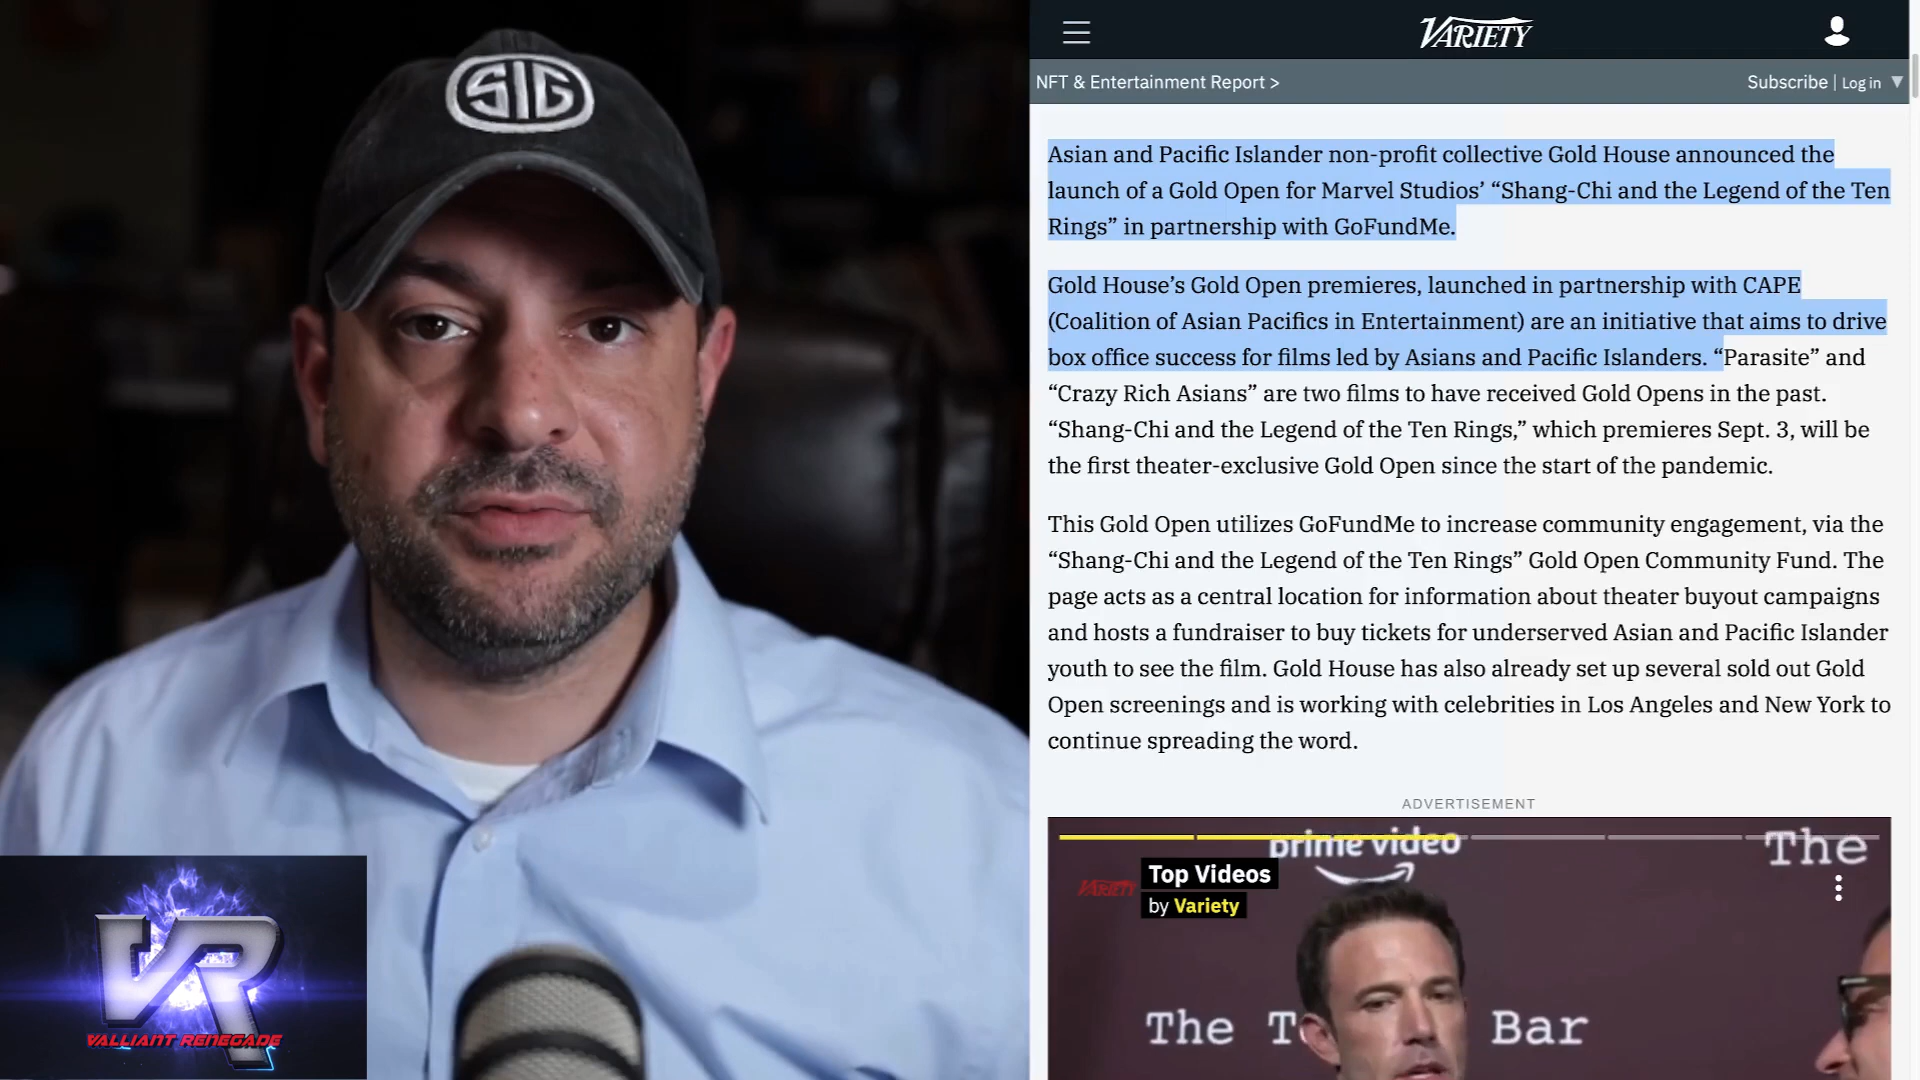 SIG
VR
VALLIANT RENEGADE
VARIETY
NFT & Entertainment Report >
Subscribe | Log in ▼
Asian and Pacific Islander non-profit collective Gold House announced the
launch of a Gold Open for Marvel Studios’ “Shang-Chi and the Legend of the Ten
Rings” in partnership with GoFundMe.
Gold House’s Gold Open premieres, launched in partnership with CAPE
(Coalition of Asian Pacifics in Entertainment) are an initiative that aims to drive
box office success for films led by Asians and Pacific Islanders. “Parasite” and
“Crazy Rich Asians” are two films to have received Gold Opens in the past.
“Shang-Chi and the Legend of the Ten Rings,” which premieres Sept. 3, will be
the first theater-exclusive Gold Open since the start of the pandemic.
This Gold Open utilizes GoFundMe to increase community engagement, via the
“Shang-Chi and the Legend of the Ten Rings” Gold Open Community Fund. The
page acts as a central location for information about theater buyout campaigns
and hosts a fundraiser to buy tickets for underserved Asian and Pacific Islander
youth to see the film. Gold House has also already set up several sold out Gold
Open screenings and is working with celebrities in Los Angeles and New York to
continue spreading the word.
ADVERTISEMENT
prime video
The
VARIETY
Top Videos
by Variety
The
Bar